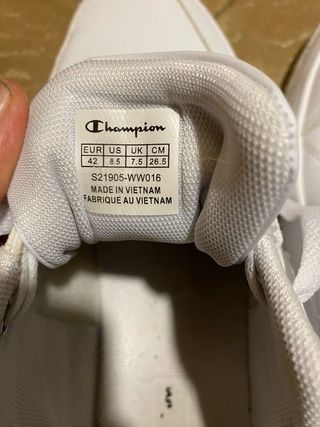 Champion
EUR US UK CM
42 8.5 7.5 26.5
S21905-WW016
MADE IN VIETNAM
FABRIQUE AU VIETNAM